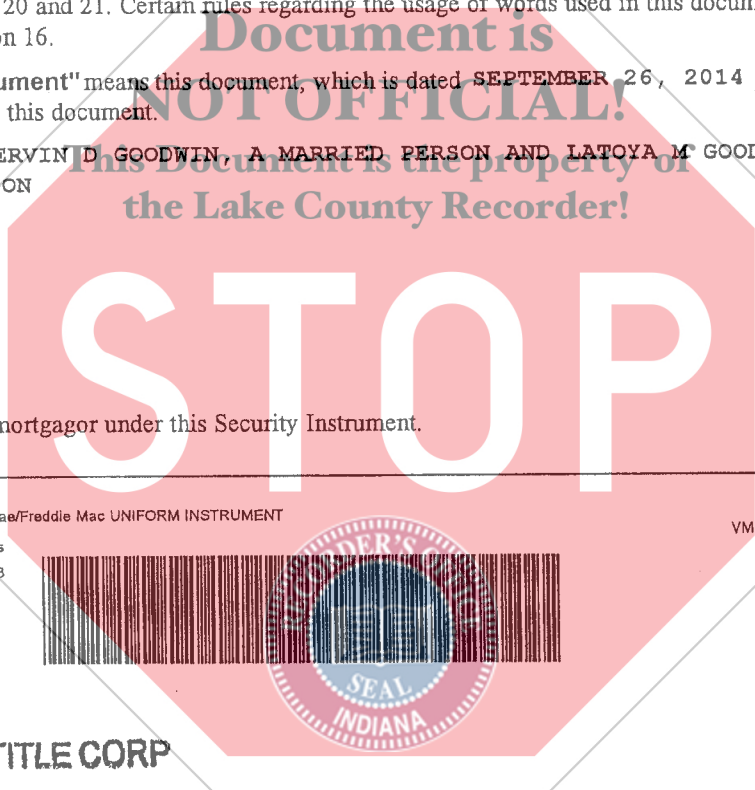 20 and 21. Certain rules regarding the usage of words used in this docum
on 16.
Document is
ument" means this document, which is dated SEPTEMBER 26, 2014
NOT OFFICIAL!
this document.
ERVIN D GOODWIN, A MARRIED PERSON AND LATOYA M GOOD
This Document is the property of
ON
the Lake County Recorder!
STOP
mortgagor under this Security Instrument.
ae/Freddie Mac UNIFORM INSTRUMENT
VM
RECORDER'S OFFICE
SEAL
INDIANA
TITLE CORP